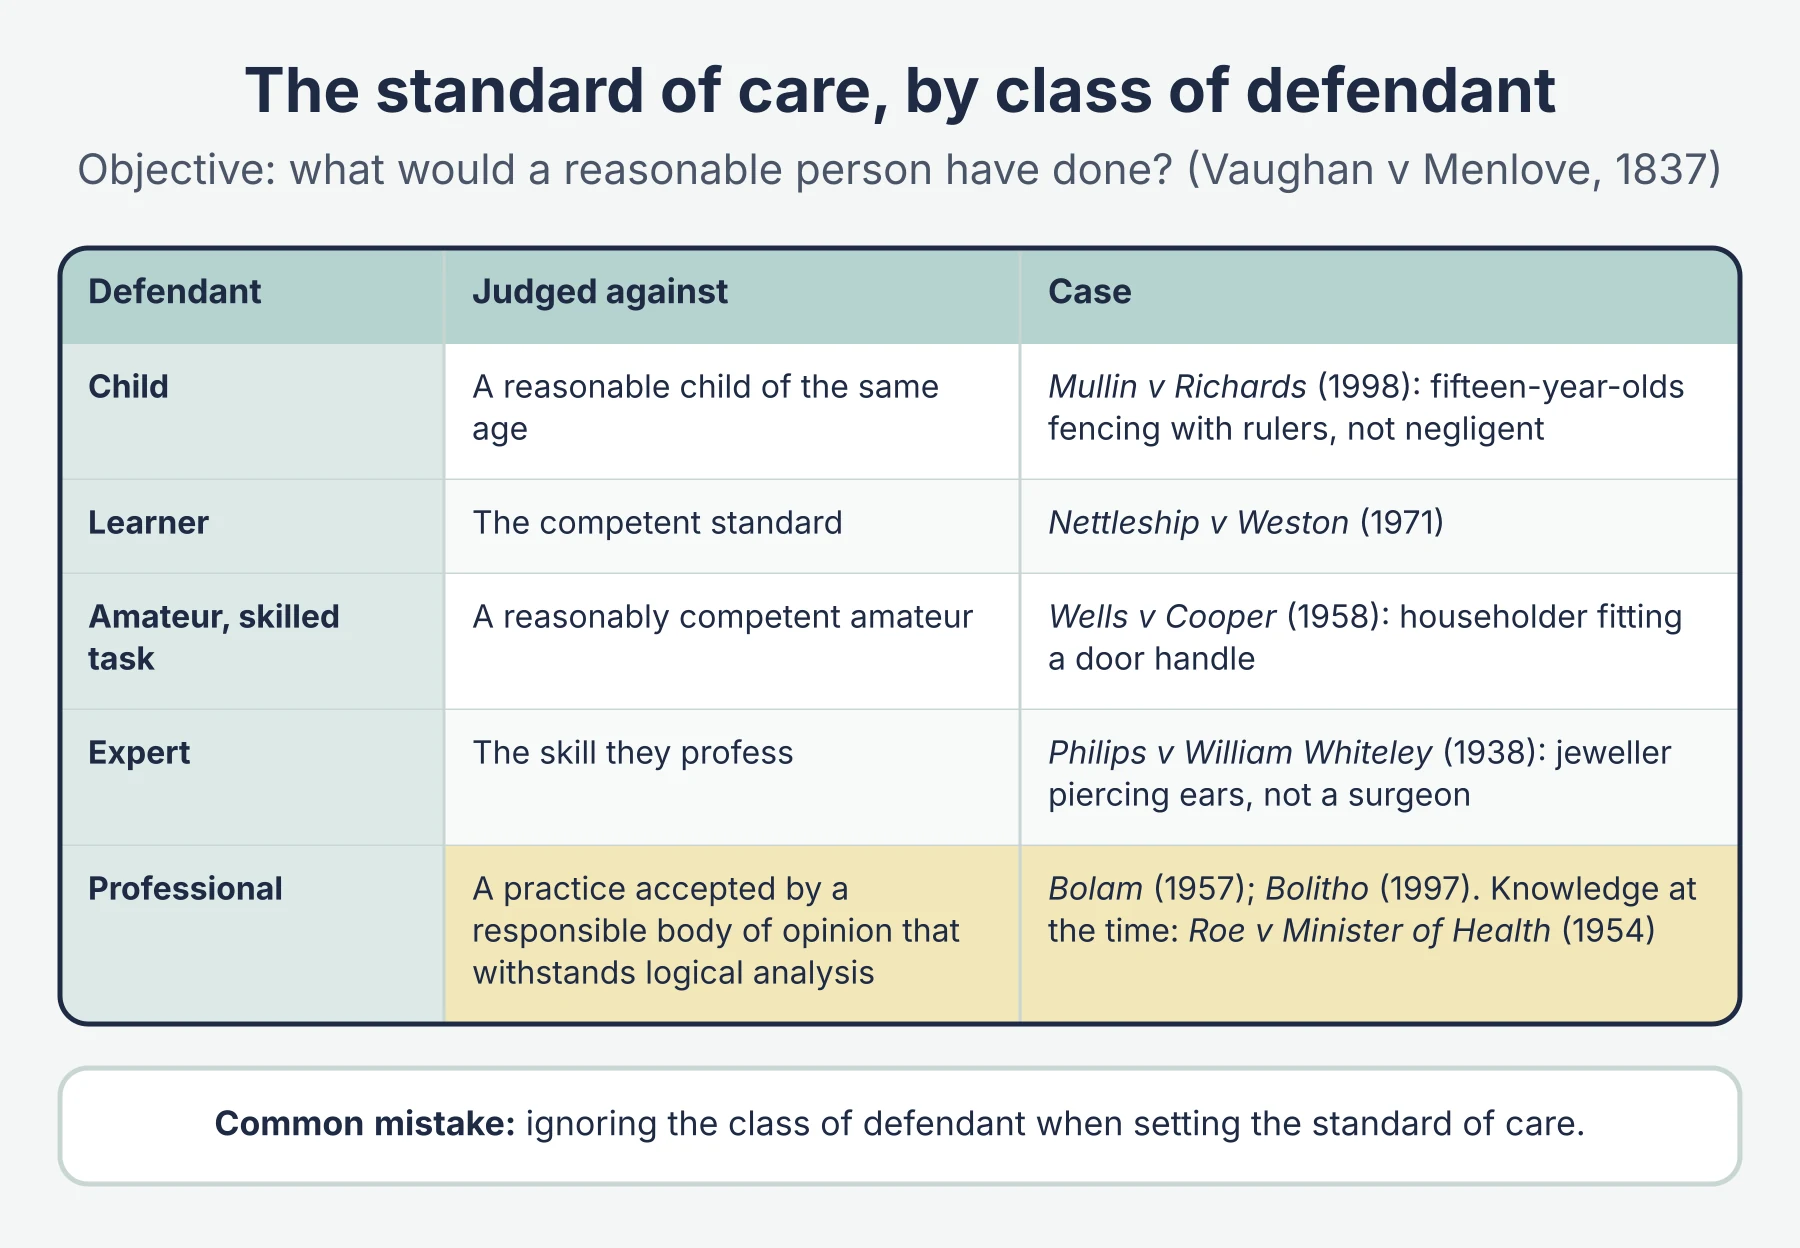 The standard of care, by class of defendant
Objective: what would a reasonable person have done? (Vaughan v Menlove, 1837)
Defendant
Judged against
Case
Child
A reasonable child of the same
age
Mullin v Richards (1998): fifteen-year-olds
fencing with rulers, not negligent
Learner
The competent standard
Nettleship v Weston (1971)
Amateur, skilled
task
A reasonably competent amateur
Wells v Cooper (1958): householder fitting
a door handle
Expert
The skill they profess
Philips v William Whiteley (1938): jeweller
piercing ears, not a surgeon
Professional
A practice accepted by a
responsible body of opinion that
withstands logical analysis
Bolam (1957); Bolitho (1997). Knowledge at
the time: Roe v Minister of Health (1954)
Common mistake: ignoring the class of defendant when setting the standard of care.